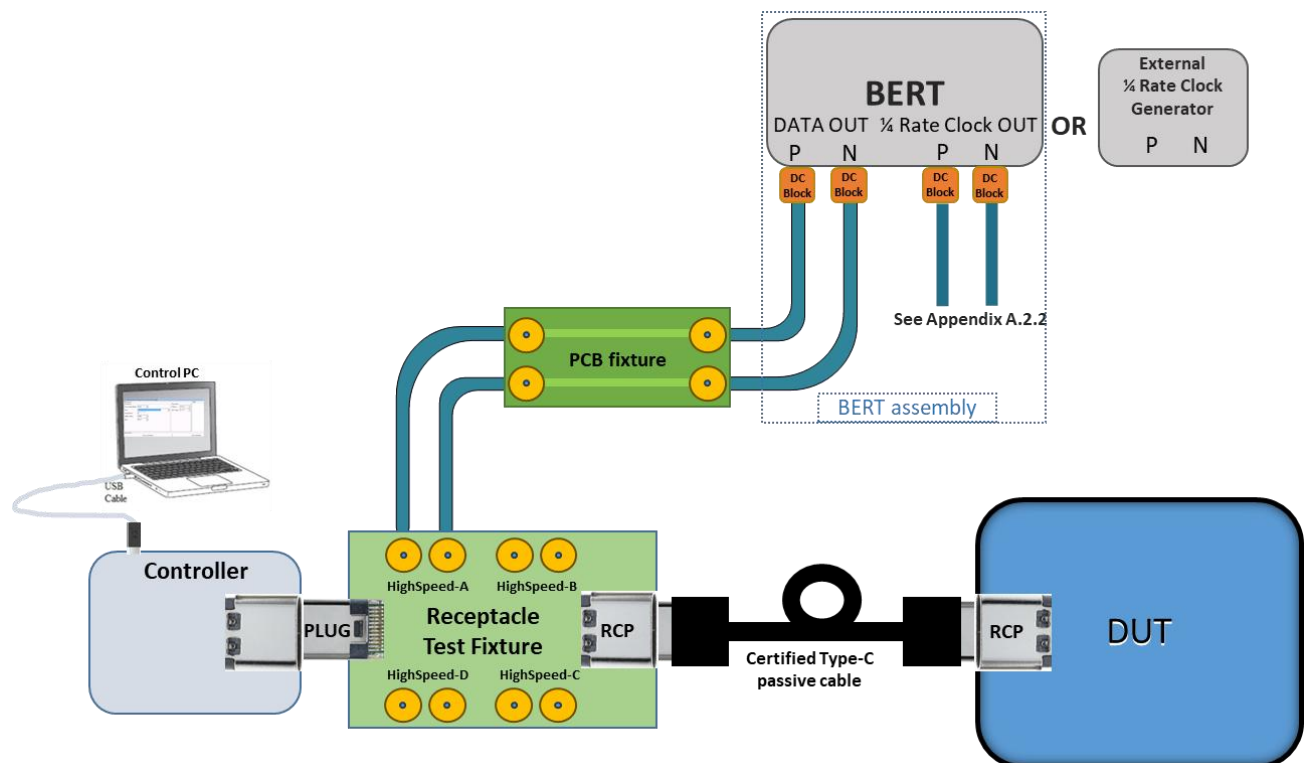 BERT
DATA OUT ¼ Rate Clock OUT
P N P N
DC Block
DC Block
DC Block
DC Block
OR
External
¼ Rate Clock
Generator
P N
See Appendix A.2.2
BERT assembly
PCB fixture
Control PC
USB
Cable
Controller
PLUG
HighSpeed-A HighSpeed-B
Receptacle
Test Fixture
HighSpeed-D HighSpeed-C
RCP
Certified Type-C
passive cable
RCP
DUT